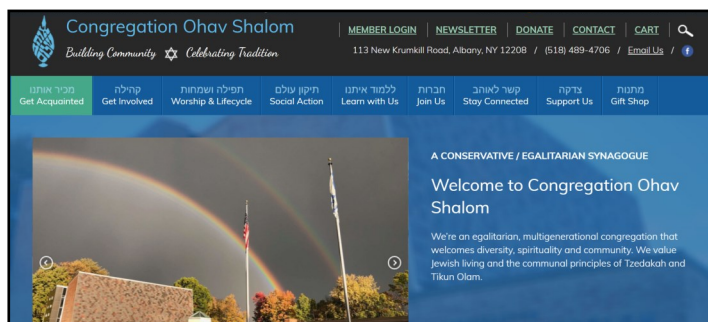 Congregation Ohav Shalom
Building Community ✡ Celebrating Tradition
MEMBER LOGIN | NEWSLETTER | DONATE | CONTACT | CART
113 New Krumkill Road, Albany, NY 12208 / (518) 489-4706 / Email Us / f
מכיר אותנו
Get Acquainted
קהילה
Get Involved
תפילה ושמחות
Worship & Lifecycle
תיקון עולם
Social Action
ללמוד איתנו
Learn with Us
חברות
Join Us
קשר לאוהב
Stay Connected
צדקה
Support Us
מתנות
Gift Shop
A CONSERVATIVE / EGALITARIAN SYNAGOGUE
Welcome to Congregation Ohav
Shalom
We're an egalitarian, multigenerational congregation that
welcomes diversity, spirituality and community. We value
Jewish living and the communal principles of Tzedakah and
Tikun Olam.